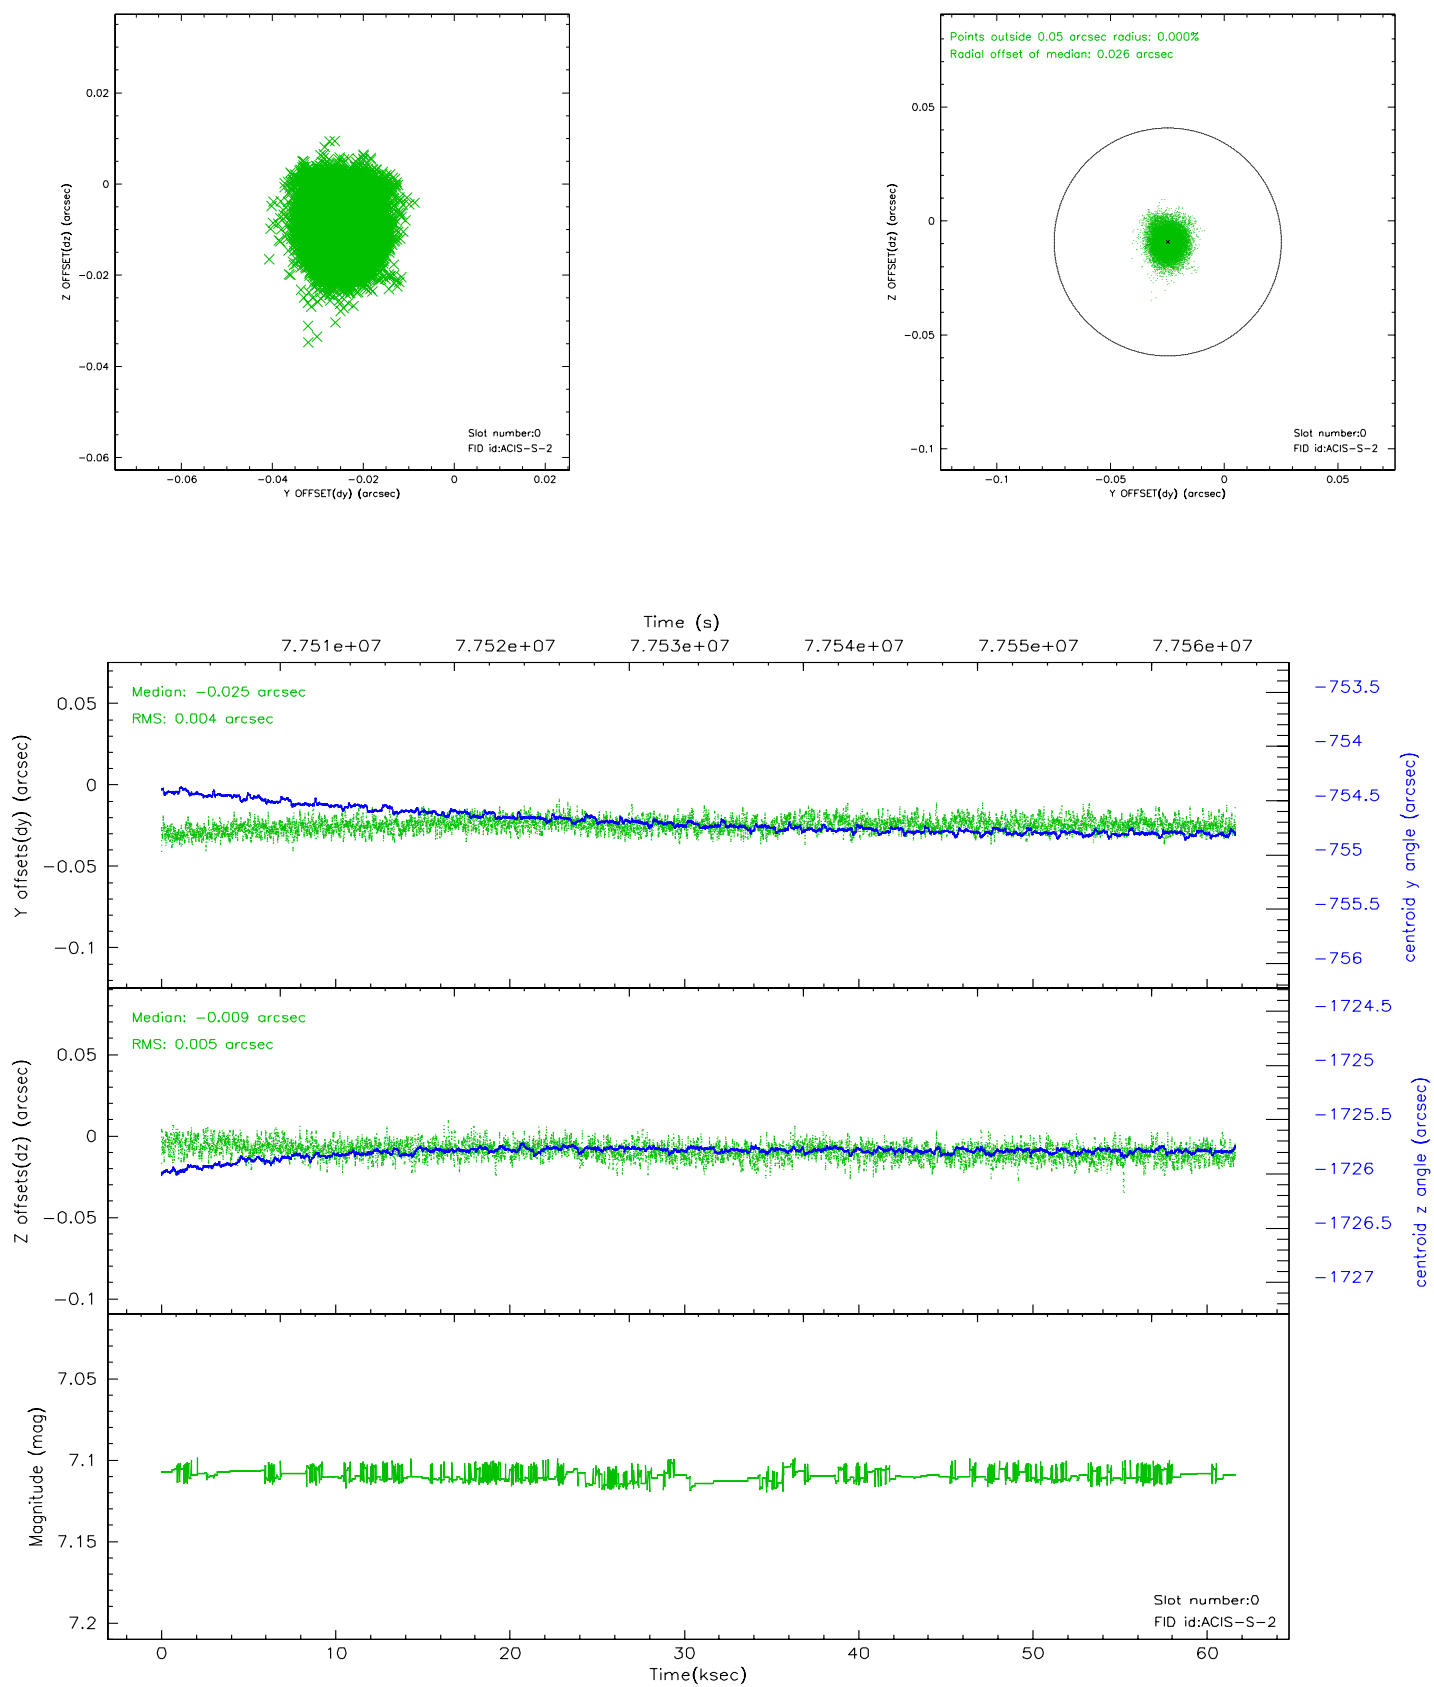 0.02
0
−0.02
−0.04
−0.06
Z OFFSET(dz) (arcsec)
Slot number:0
FID id:ACIS−S−2
−0.06 −0.04 −0.02 0 0.02
Y OFFSET(dy) (arcsec)
Points outside 0.05 arcsec radius: 0.000%
Radial offset of median: 0.026 arcsec
0.05
0
−0.05
−0.1
Z OFFSET(dz) (arcsec)
Slot number:0
FID id:ACIS−S−2
−0.1 −0.05 0 0.05
Y OFFSET(dy) (arcsec)
Time (s)
7.751e+07 7.752e+07 7.753e+07 7.754e+07 7.755e+07 7.756e+07
Median: −0.025 arcsec
RMS: 0.004 arcsec
0.05
0
−0.05
−0.1
Y offsets(dy) (arcsec)
−753.5
−754
−754.5
−755
−755.5
−756
centroid y angle (arcsec)
Median: −0.009 arcsec
RMS: 0.005 arcsec
0.05
0
−0.05
−0.1
Z offsets(dz) (arcsec)
−1724.5
−1725
−1725.5
−1726
−1726.5
−1727
centroid z angle (arcsec)
7.05
7.1
7.15
7.2
Magnitude (mag)
Slot number:0
FID id:ACIS−S−2
0 10 20 30 40 50 60
Time(ksec)